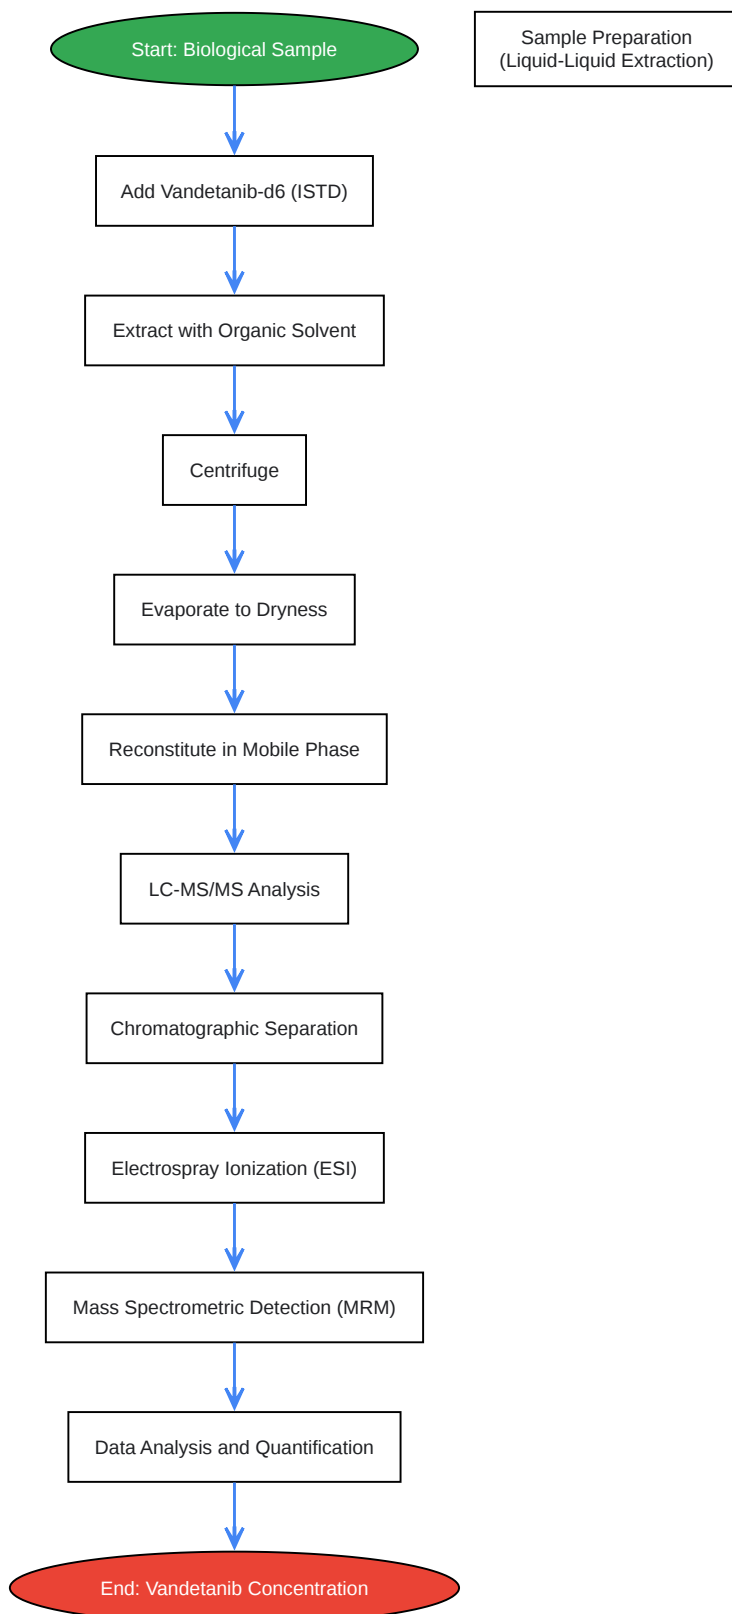 Start: Biological Sample
Sample Preparation
(Liquid-Liquid Extraction)
Add Vandetanib-d6 (ISTD)
Extract with Organic Solvent
Centrifuge
Evaporate to Dryness
Reconstitute in Mobile Phase
LC-MS/MS Analysis
Chromatographic Separation
Electrospray Ionization (ESI)
Mass Spectrometric Detection (MRM)
Data Analysis and Quantification
End: Vandetanib Concentration